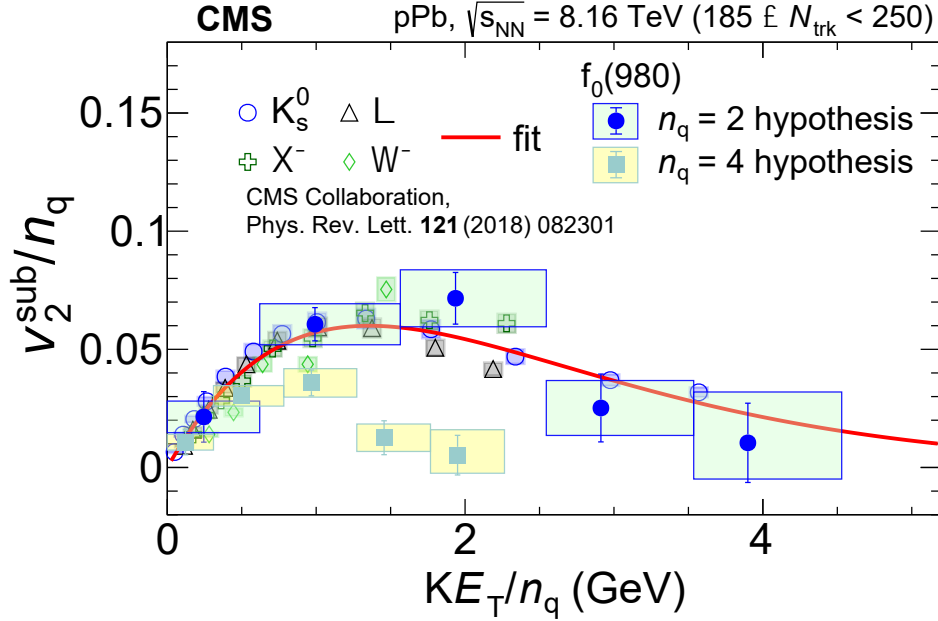 CMS pPb, √sNN = 8.16 TeV (185 £ Ntrk < 250)
f0(980)
K0s L
fit
nq = 2 hypothesis
X- W-
nq = 4 hypothesis
CMS Collaboration,
Phys. Rev. Lett. 121 (2018) 082301
0.15
0.1
0.05
0
v2sub/nq
0 2 4
KET/nq (GeV)